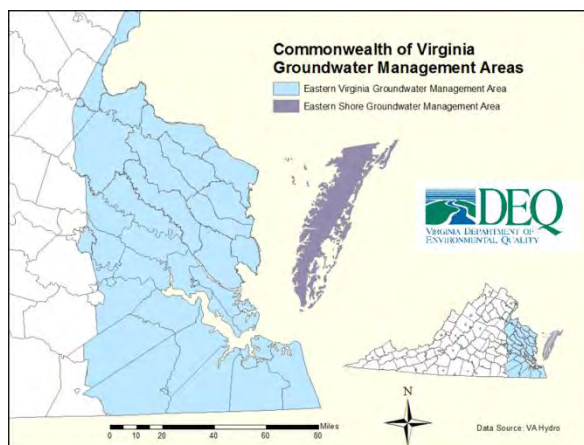 Commonwealth of Virginia
Groundwater Management Areas
Eastern Virginia Groundwater Management Area
Eastern Shore Groundwater Management Area
DEQ
VIRGINIA DEPARTMENT OF
ENVIRONMENTAL QUALITY
N
Miles
0 10 20 40 60 80
Data Source: VA Hydro